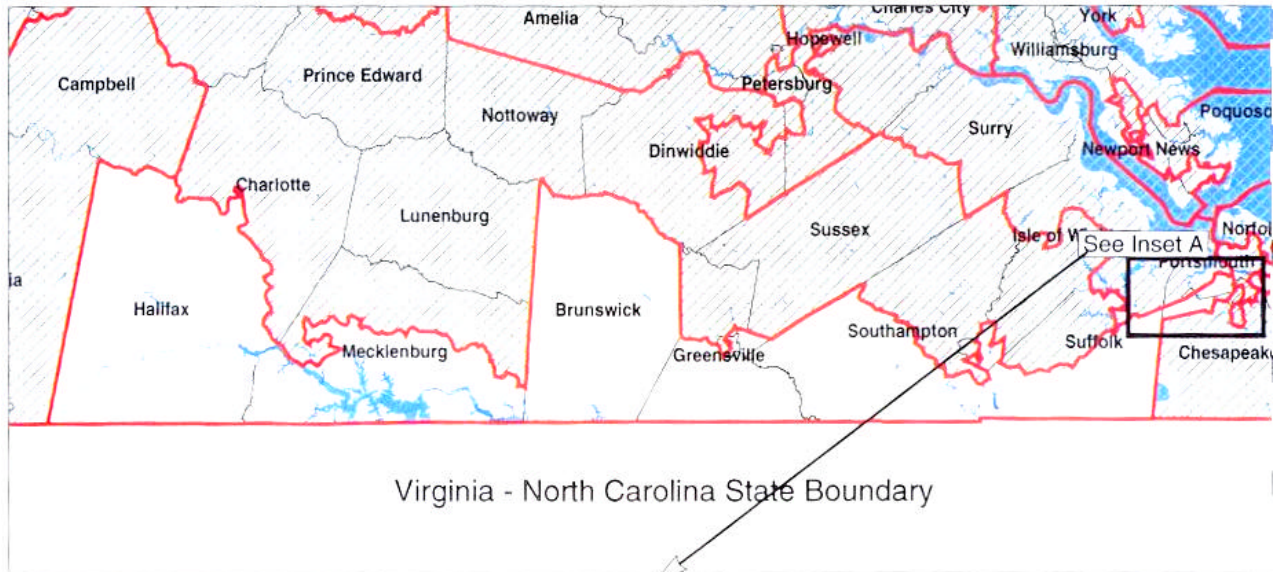 Amelia
Charles City
York
Hopewell
Williamsburg
Campbell
Prince Edward
Petersburg
Nottoway
Poquoso
Surry
Dinwiddie
Newport News
Charlotte
Lunenburg
Sussex
Isle of W
See Inset A
Norfol
Portsmouth
ia
Halifax
Brunswick
Mecklenburg
Greensville
Southampton
Suffolk
Chesapeak
Virginia - North Carolina State Boundary